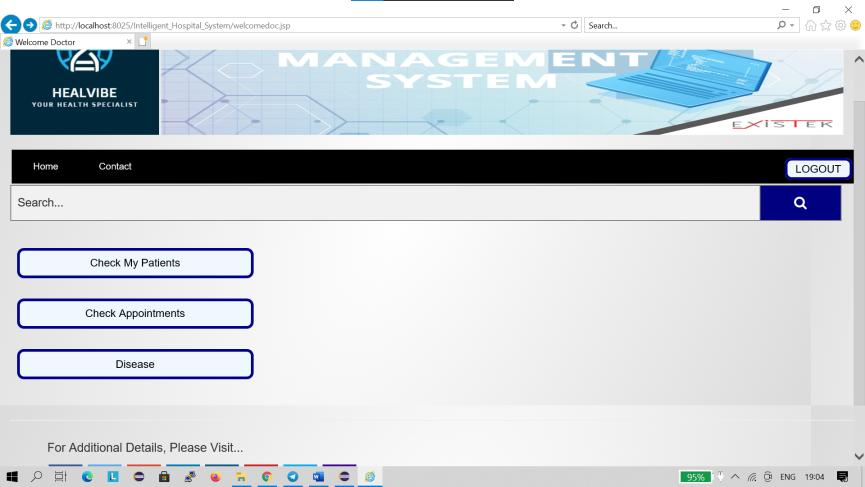 http://localhost:8025/Intelligent_Hospital_System/welcomedoc.jsp
Search...
Welcome Doctor
MANAGEMENT
SYSTEM
HEALVIBE
YOUR HEALTH SPECIALIST
EXISTEK
Home
Contact
LOGOUT
Search...
Check My Patients
Check Appointments
Disease
For Additional Details, Please Visit...
95%
ENG
19:04